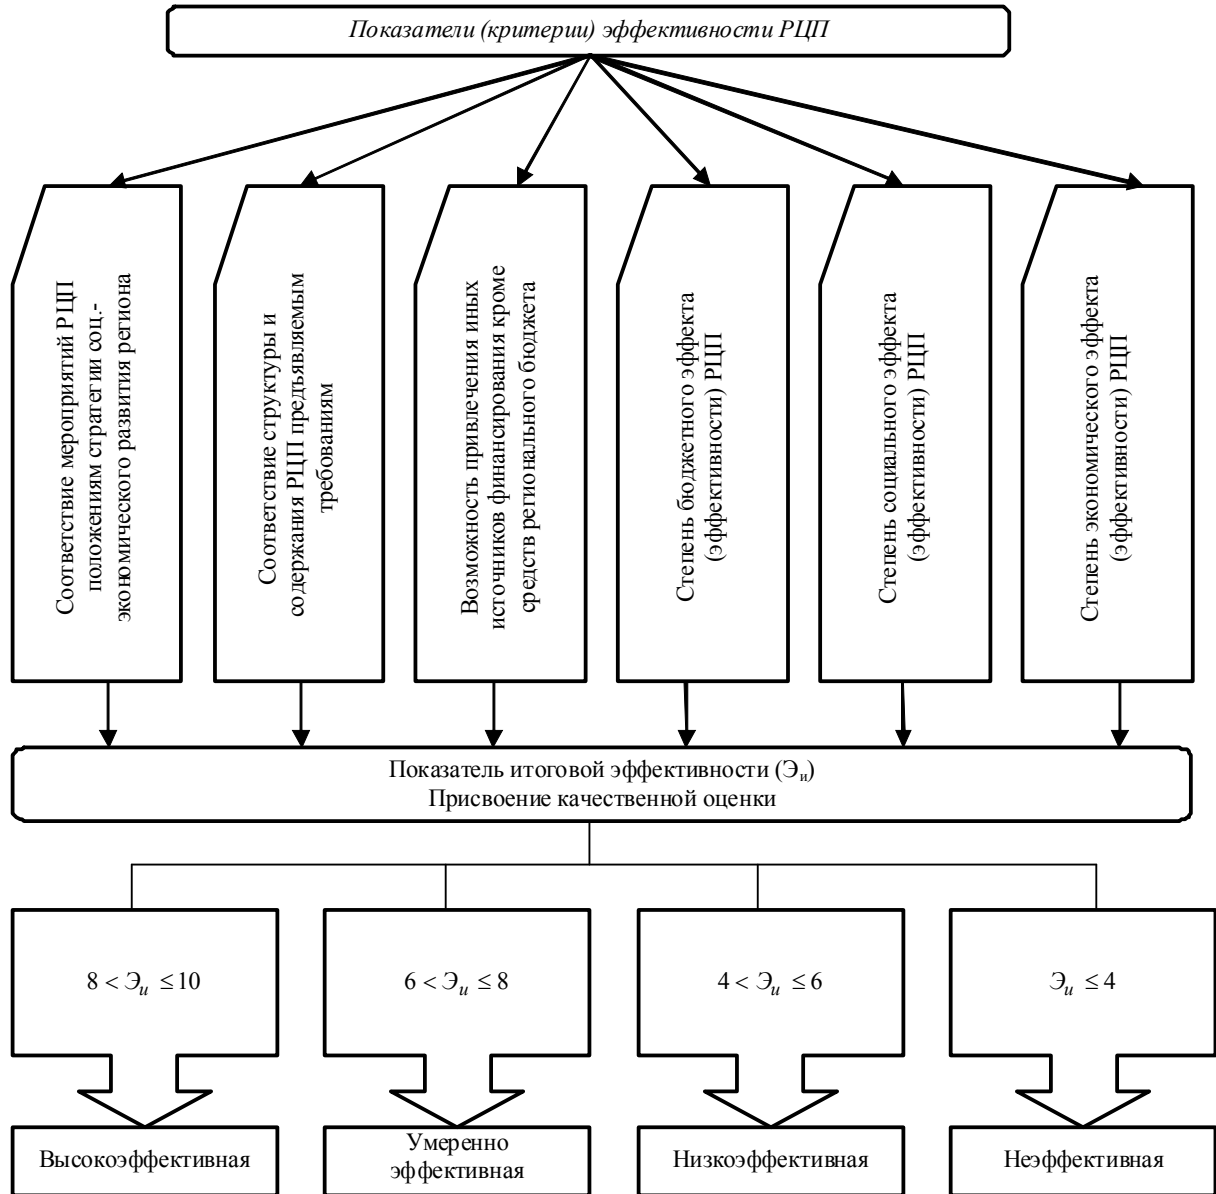 Показатели (критерии) эффективности РЦП
Соответствие мероприятий РЦП
положениям стратегии соц.-
экономического развития региона
Соответствие структуры и
содержания РЦП предъявляемым
требованиям
Возможность привлечения иных
источников финансирования кроме
средств регионального бюджета
Степень бюджетного эффекта
(эффективности) РЦП
Степень социального эффекта
(эффективности) РЦП
Степень экономического эффекта
(эффективности) РЦП
Показатель итоговой эффективности (Эи)
Присвоение качественной оценки
8 < Эи ≤ 10
6 < Эи ≤ 8
4 < Эи ≤ 6
Эи ≤ 4
Высокоэффективная
Умеренно
эффективная
Низкоэффективная
Неэффективная